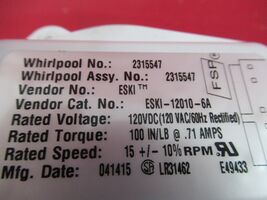 Whirlpool No.: 2315547
Whirlpool Assy. No.: 2315547
Vendor No.: ESKI™
Vendor Cat. No.: ESKI-12010-6A
Rated Voltage: 120VDC(120 VAC/60Hz Rectified)
Rated Torque: 100 IN/LB @ .71 AMPS
Rated Speed: 15 +/-10% RPM
Mfg. Date: 041415 LR31462 E49433
FSP®